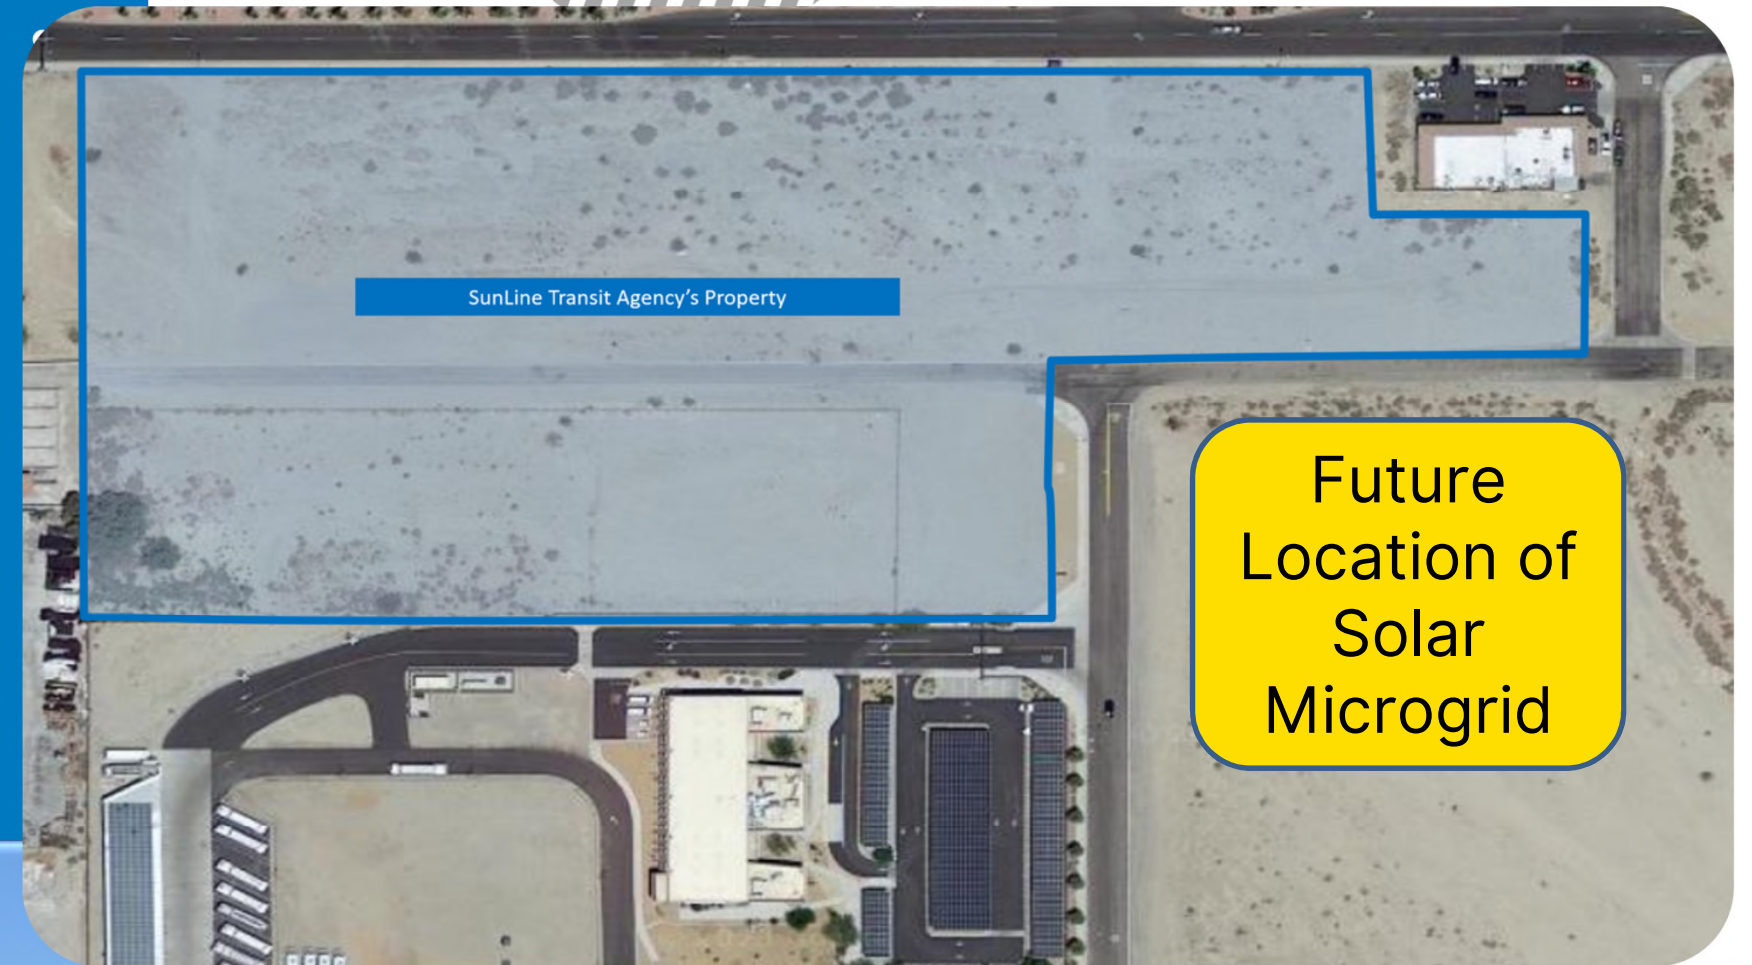 SunLine Transit Agency’s Property
Future
Location of
Solar
Microgrid